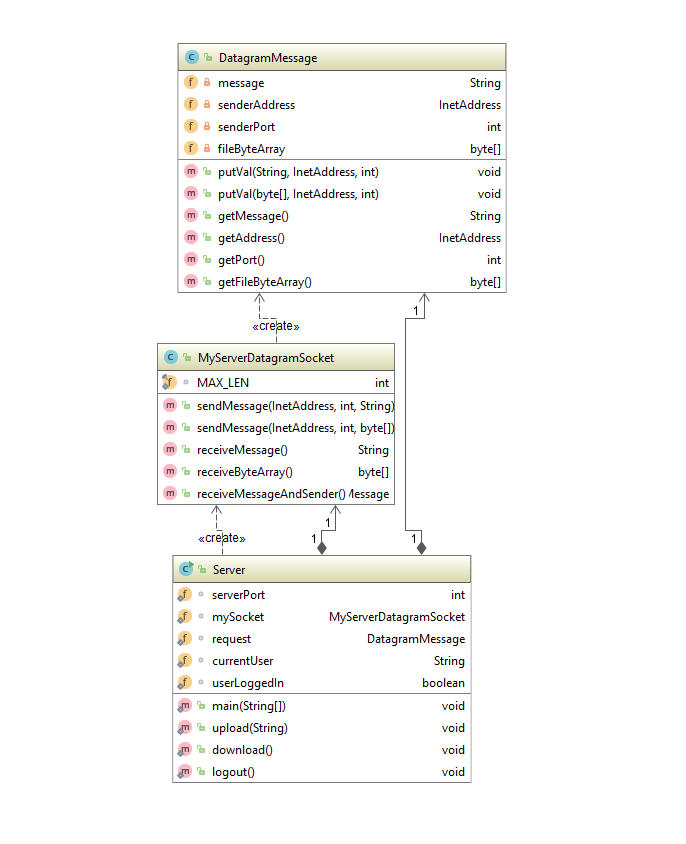 DatagramMessage
message String
senderAddress InetAddress
senderPort int
fileByteArray byte[]
putVal(String, InetAddress, int) void
putVal(byte[], InetAddress, int) void
getMessage() String
getAddress() InetAddress
getPort() int
getFileByteArray() byte[]
1
«create»
MyServerDatagramSocket
MAX_LEN int
sendMessage(InetAddress, int, String)
sendMessage(InetAddress, int, byte[])
receiveMessage() String
receiveByteArray() byte[]
receiveMessageAndSender() Message
1
«create» 1 1
Server
serverPort int
mySocket MyServerDatagramSocket
request DatagramMessage
currentUser String
userLoggedIn boolean
main(String[]) void
upload(String) void
download() void
logout() void